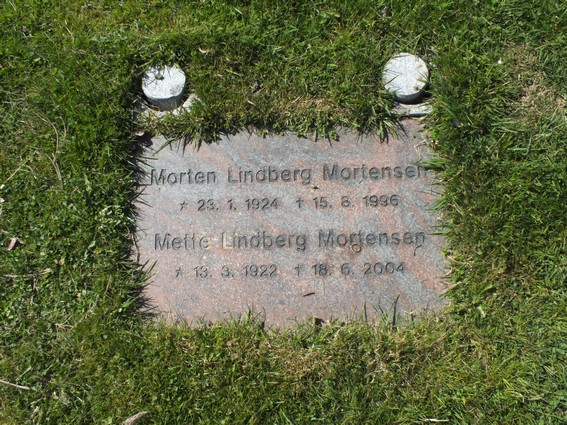 Morten Lindberg Mortensen
* 23. 1. 1924 † 15. 8. 1996
Mette Lindberg Mortensen
* 13. 3. 1922 † 18. 6. 2004